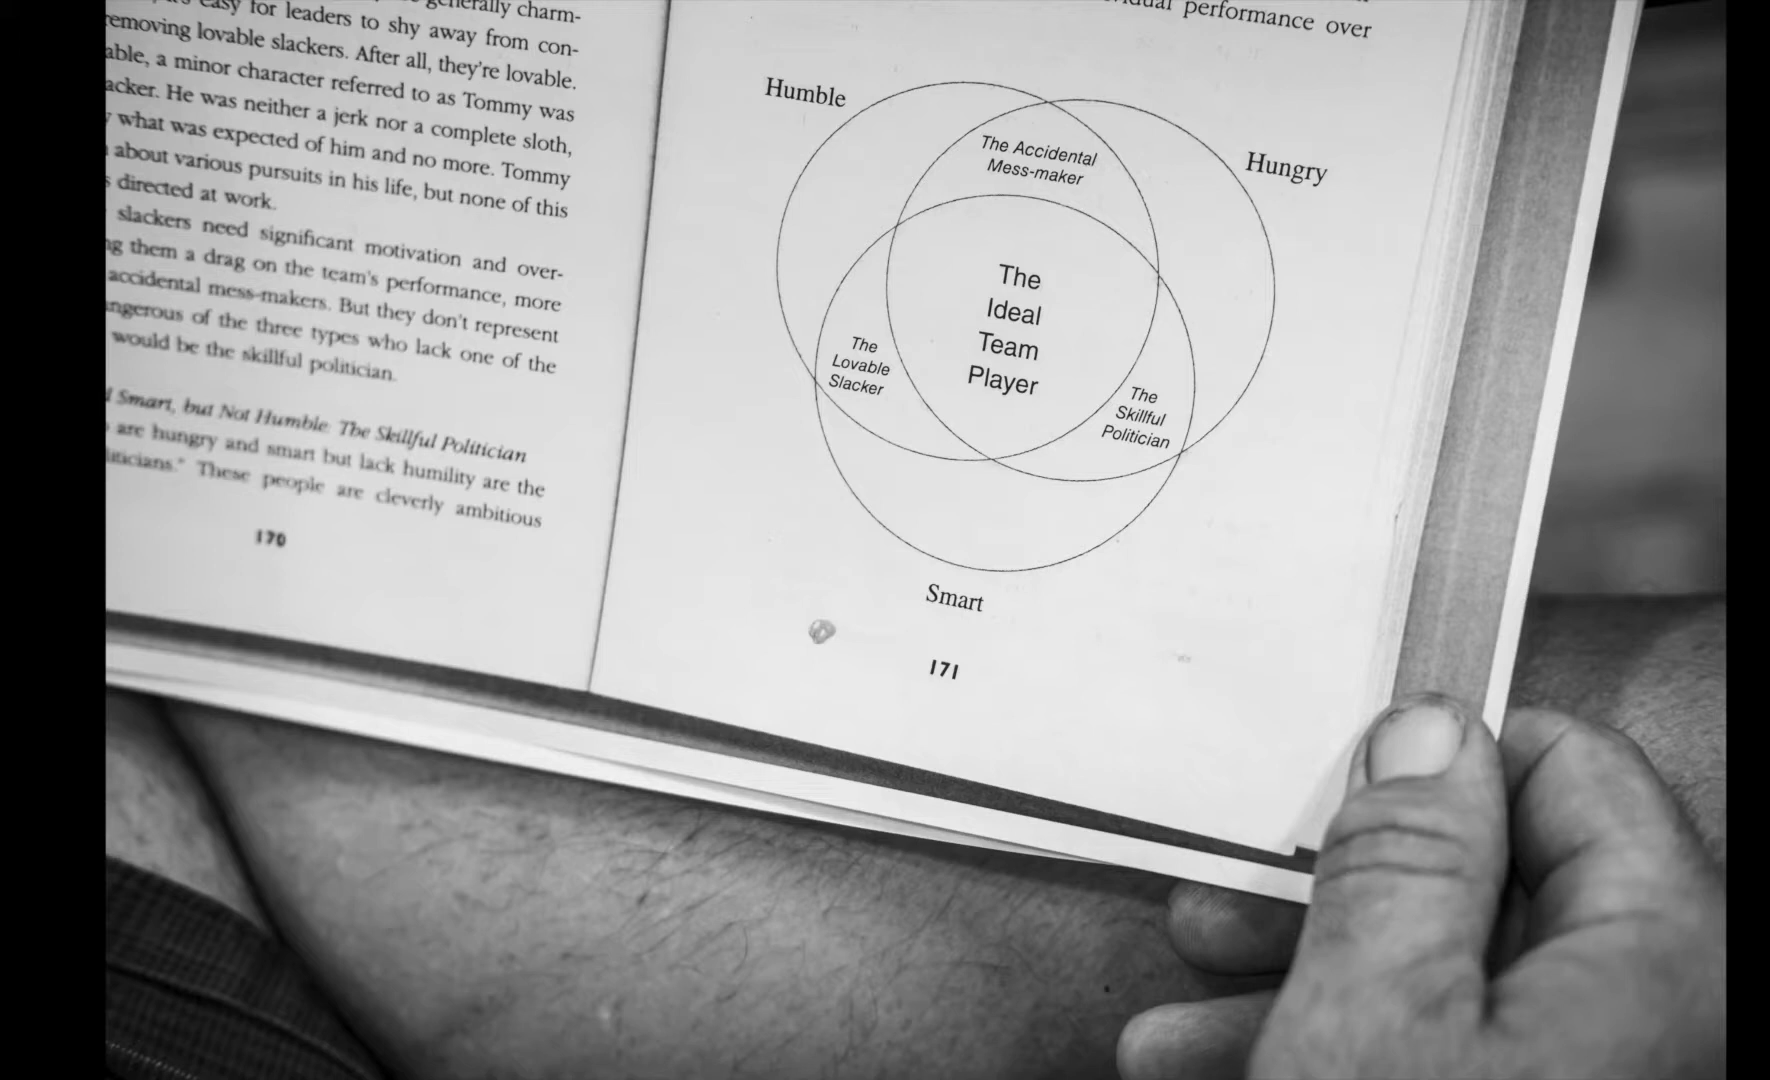 generally charm-
easy for leaders to shy away from con-
emoving lovable slackers. After all, they're lovable.
able, a minor character referred to as Tommy was
acker. He was neither a jerk nor a complete sloth,
what was expected of him and no more. Tommy
about various pursuits in his life, but none of this
directed at work.
slackers need significant motivation and over-
ng them a drag on the team's performance, more
accidental mess-makers. But they don't represent
ngerous of the three types who lack one of the
would be the skillful politician.
Smart, but Not Humble: The Skillful Politician
are hungry and smart but lack humility are the
liticians." These people are cleverly ambitious
170
performance over
Humble
Hungry
The Accidental
Mess-maker
The
Ideal
Team
Player
The
Lovable
Slacker
The
Skillful
Politician
Smart
171